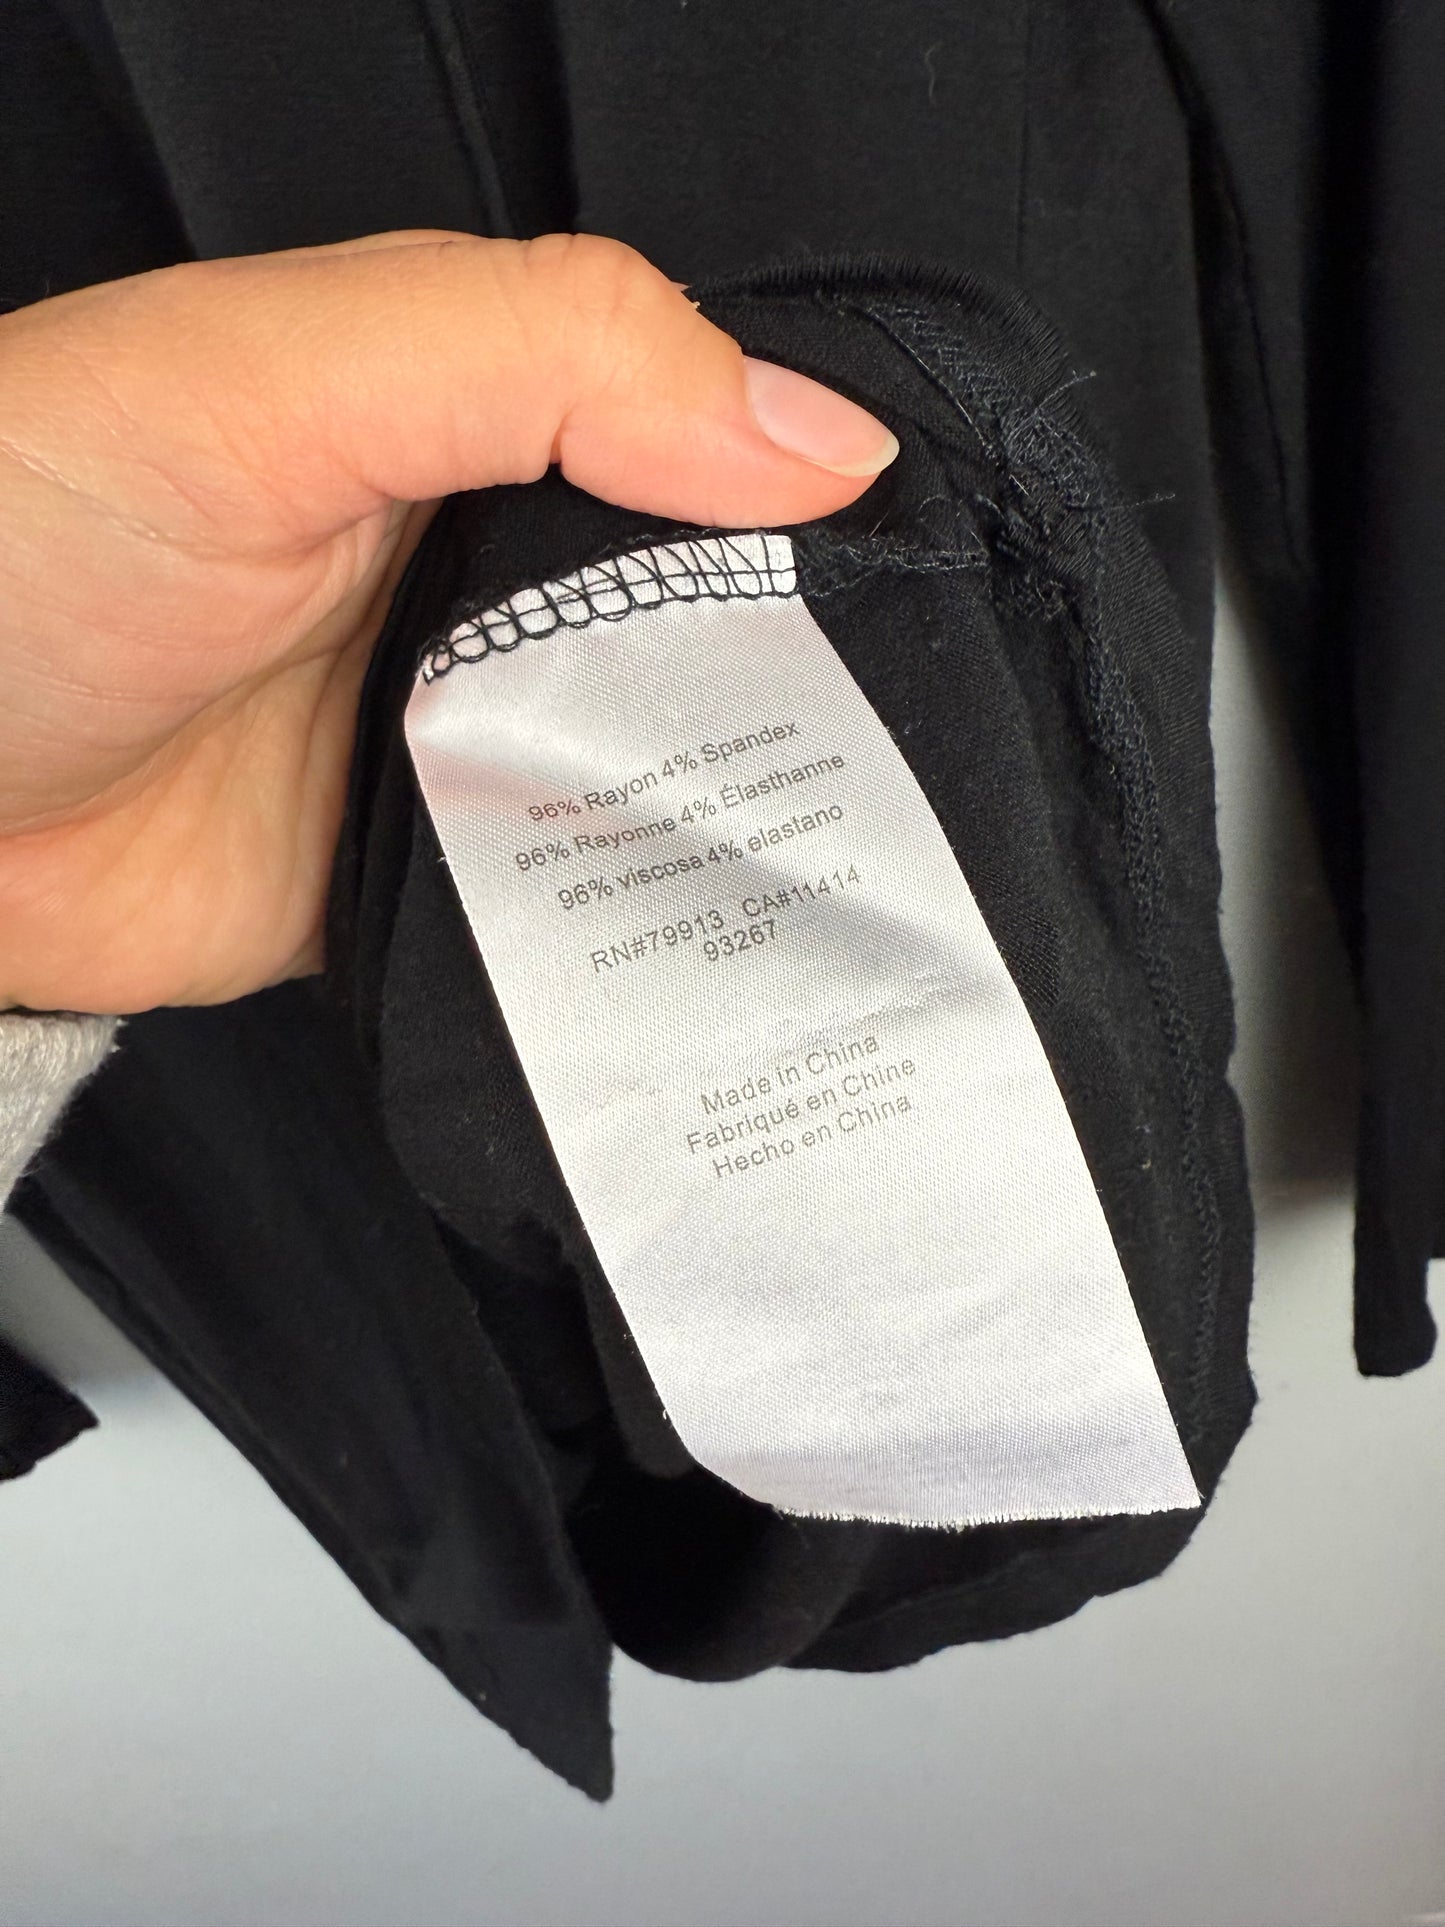 96% Rayon 4% Spandex
96% Rayonne 4% Élasthanne
96% viscosa 4% elastano
RN#79913 CA#11414
93267
Made in China
Fabriqué en Chine
Hecho en China